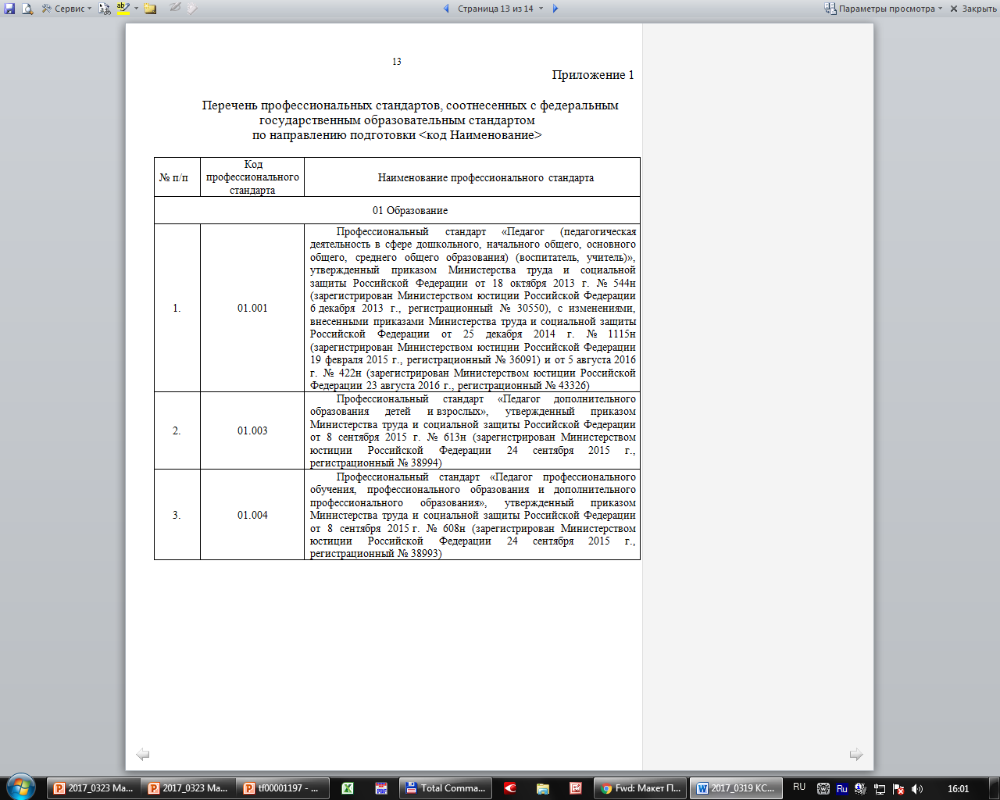 Сервис
Страница 13 из 14
Параметры просмотра
Закрыть
13
Приложение 1
Перечень профессиональных стандартов, соотнесенных с федеральным
государственным образовательным стандартом
по направлению подготовки <код Наименование>
№ п/п
Код
профессионального
стандарта
Наименование профессионального стандарта
01 Образование
1.
01.001
Профессиональный стандарт «Педагог (педагогическая
деятельность в сфере дошкольного, начального общего, основного
общего, среднего общего образования) (воспитатель, учитель)»,
утвержденный приказом Министерства труда и социальной
защиты Российской Федерации от 18 октября 2013 г. № 544н
(зарегистрирован Министерством юстиции Российской Федерации
6 декабря 2013 г., регистрационный № 30550), с изменениями,
внесенными приказами Министерства труда и социальной защиты
Российской Федерации от 25 декабря 2014 г. № 1115н
(зарегистрирован Министерством юстиции Российской Федерации
19 февраля 2015 г., регистрационный № 36091) и от 5 августа 2016
г. № 422н (зарегистрирован Министерством юстиции Российской
Федерации 23 августа 2016 г., регистрационный № 43326)
2.
01.003
Профессиональный стандарт «Педагог дополнительного
образования детей и взрослых», утвержденный приказом
Министерства труда и социальной защиты Российской Федерации
от 8 сентября 2015 г. № 613н (зарегистрирован Министерством
юстиции Российской Федерации 24 сентября 2015 г.,
регистрационный № 38994)
3.
01.004
Профессиональный стандарт «Педагог профессионального
обучения, профессионального образования и дополнительного
профессионального образования», утвержденный приказом
Министерства труда и социальной защиты Российской Федерации
от 8 сентября 2015 г. № 608н (зарегистрирован Министерством
юстиции Российской Федерации 24 сентября 2015 г.,
регистрационный № 38993)
2017_0323 Ма...
2017_0323 Ма...
tf00001197 - ...
Total Comma...
Fwd: Макет П...
2017_0319 КС...
RU
Ru
16:01